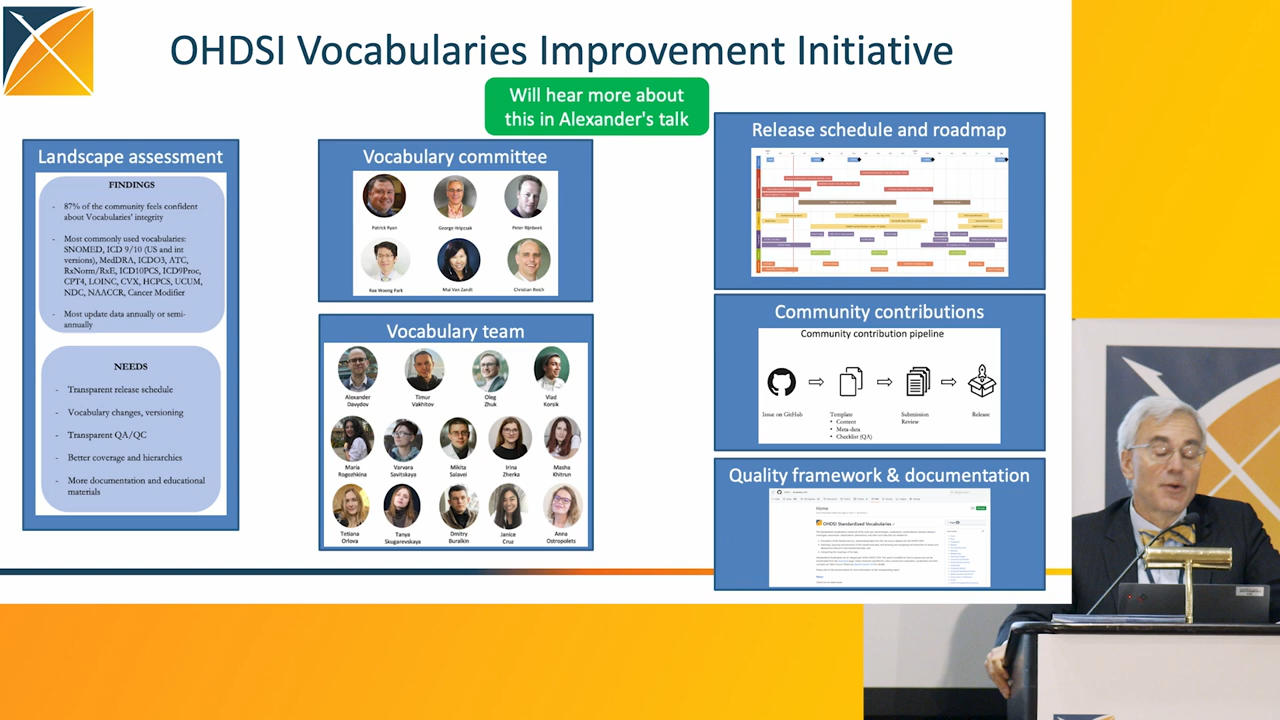 OHDSI Vocabularies Improvement Initiative
Will hear more about
this in Alexander's talk
Landscape assessment
FINDINGS
- 87% of the community feels confident
about Vocabularies' integrity
- Most commonly used vocabularies:
SNOMED, ICD 9/10 (US and int
versions), MedDRA, ICDO3, ATC,
RxNorm/RxE, ICD10PCS, ICD9Proc,
CPT4, LOINC, CVX, HCPCS, UCUM,
NDC, NAACCR, Cancer Modifier
- Most update data annually or semi-
annually
NEEDS
- Transparent release schedule
- Vocabulary changes, versioning
- Transparent QA/QC
- Better coverage and hierarchies
- More documentation and educational
materials
Vocabulary committee
Patrick Ryan
George Hripcsak
Peter Rijnbeek
Rae Woong Park
Mui Van Zandt
Christian Reich
Vocabulary team
Alexander
Davydov
Timur
Vakhitov
Oleg
Zhuk
Vlad
Korsik
Maria
Rogozhkina
Varvara
Savitskaya
Mikita
Salavei
Irina
Zherka
Masha
Khitrun
Tetiana
Orlova
Tanya
Skugarevskaya
Dmitry
Buralkin
Janice
Cruz
Anna
Ostropolets
Release schedule and roadmap
Community contributions
Community contribution pipeline
Issue on GitHub
Template
• Content
• Meta-data
• Checklist (QA)
Submission
Review
Release
Quality framework & documentation
Home
OHDSI Standardized Vocabularies